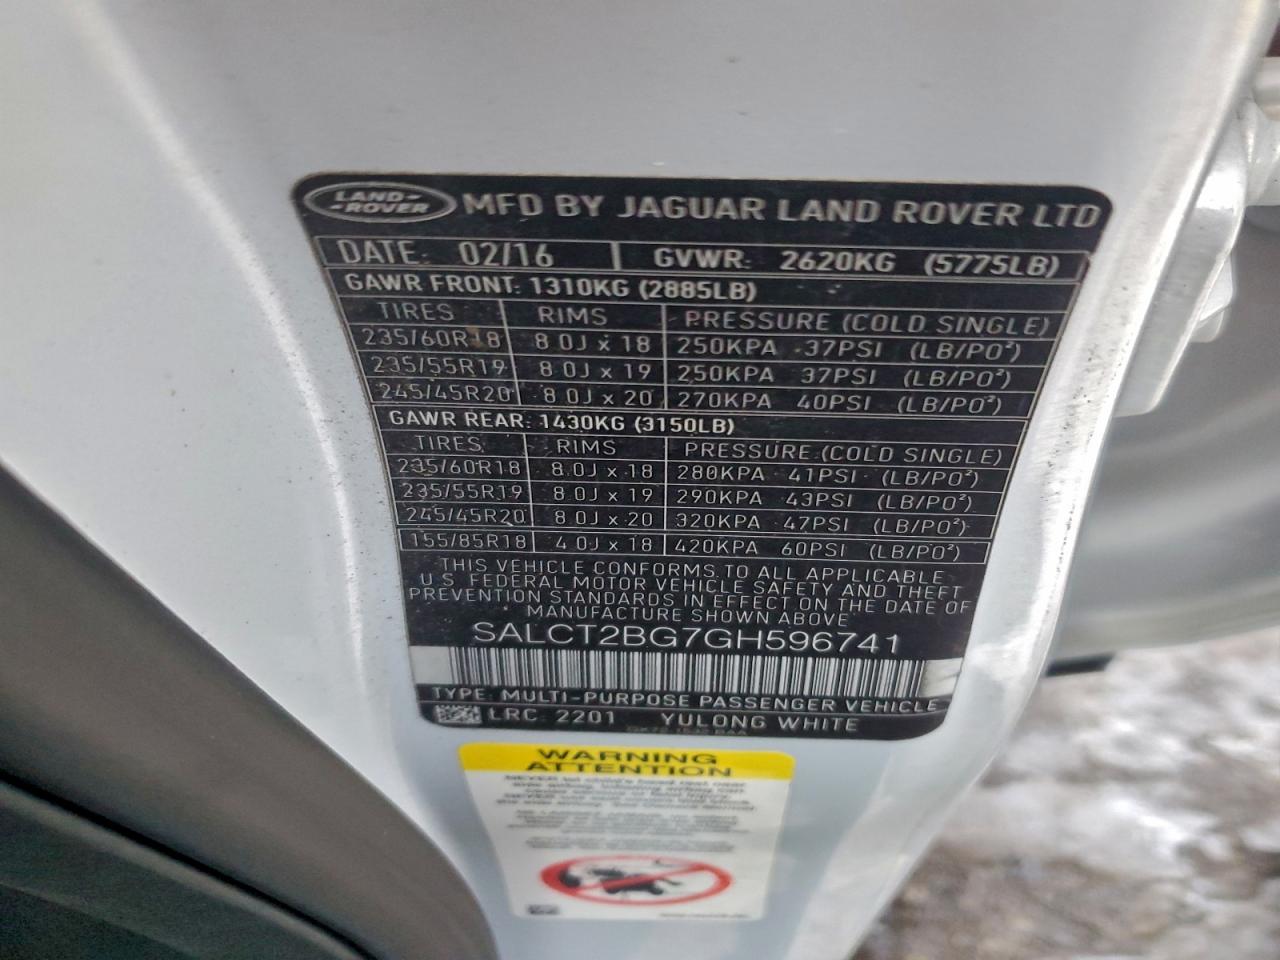 LAND-
-ROVER
MFD BY JAGUAR LAND ROVER LTD
DATE: 02/16 GVWR: 2620KG (5775LB)
GAWR FRONT: 1310KG (2885LB)
TIRES RIMS PRESSURE (COLD SINGLE)
235/60R18 8.0J x 18 250KPA 37PSI (LB/PO²)
235/55R19 8.0J x 19 250KPA 37PSI (LB/PO²)
245/45R20 8.0J x 20 270KPA 40PSI (LB/PO²)
GAWR REAR: 1430KG (3150LB)
TIRES RIMS PRESSURE (COLD SINGLE)
235/60R18 8.0J x 18 280KPA 41PSI (LB/PO²)
235/55R19 8.0J x 19 290KPA 43PSI (LB/PO²)
245/45R20 8.0J x 20 320KPA 47PSI (LB/PO²)
155/85R18 4.0J x 18 420KPA 60PSI (LB/PO²)
THIS VEHICLE CONFORMS TO ALL APPLICABLE
U.S. FEDERAL MOTOR VEHICLE SAFETY AND THEFT
PREVENTION STANDARDS IN EFFECT ON THE DATE OF
MANUFACTURE SHOWN ABOVE
SALCT2BG7GH596741
TYPE: MULTI-PURPOSE PASSENGER VEHICLE
LRC: 2201 YULONG WHITE
WARNING
ATTENTION